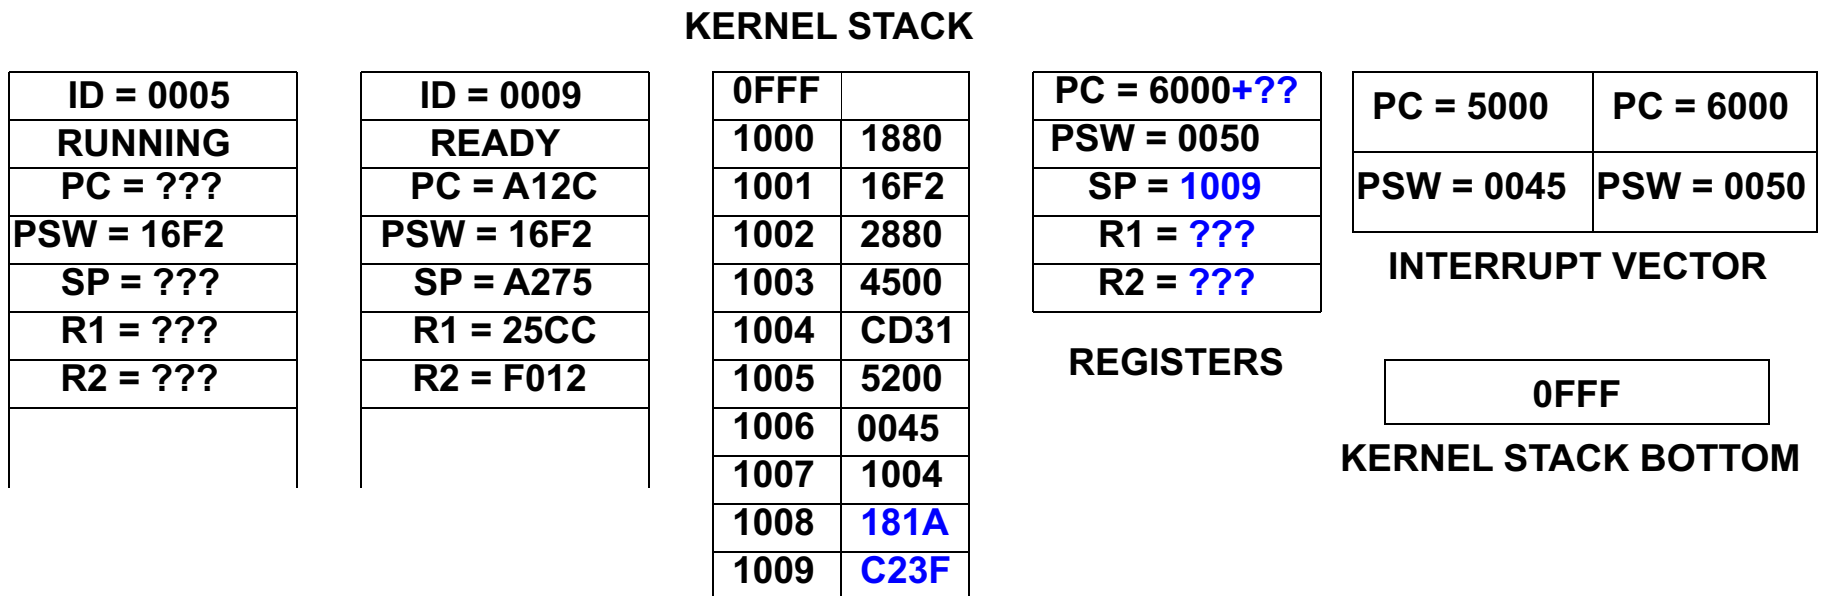 KERNEL STACK
ID = 0005
RUNNING
PC = ???
PSW = 16F2
SP = ???
R1 = ???
R2 = ???
ID = 0009
READY
PC = A12C
PSW = 16F2
SP = A275
R1 = 25CC
R2 = F012
0FFF
1000 1880
1001 16F2
1002 2880
1003 4500
1004 CD31
1005 5200
1006 0045
1007 1004
1008 181A
1009 C23F
PC = 6000+??
PSW = 0050
SP = 1009
R1 = ???
R2 = ???
REGISTERS
PC = 5000 PC = 6000
PSW = 0045 PSW = 0050
INTERRUPT VECTOR
0FFF
KERNEL STACK BOTTOM